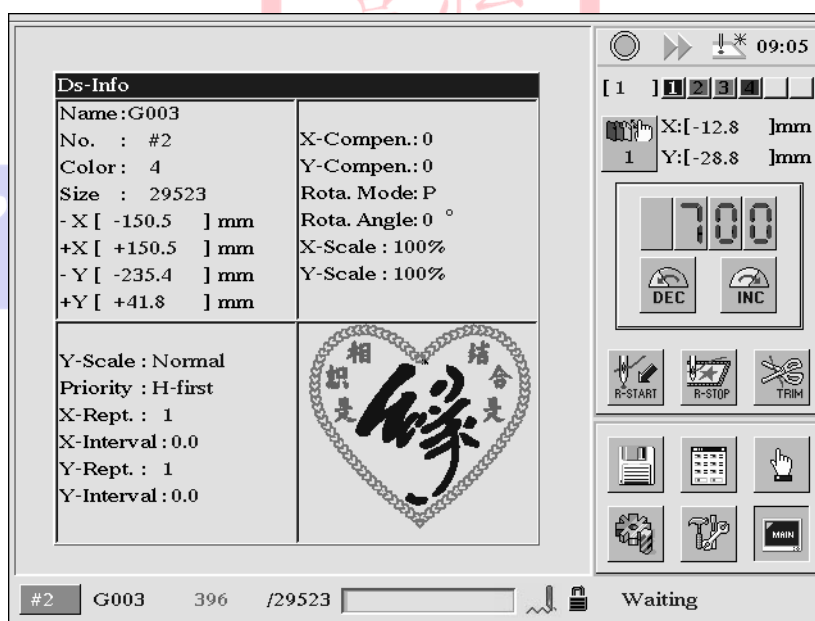 09:05
Ds-Info
[1 ] 1 2 3 4
Name:G003
No. : #2
Color: 4
Size : 29523
-X[ -150.5 ] mm
+X[ +150.5 ] mm
-Y[ -235.4 ] mm
+Y[ +41.8 ] mm
X-Compen.: 0
Y-Compen.: 0
Rota. Mode: P
Rota. Angle: 0 °
X-Scale : 100%
Y-Scale : 100%
1
X:[-12.8 ]mm
Y:[-28.8 ]mm
700
DEC
INC
Y-Scale : Normal
Priority : H-first
X-Rept. : 1
X-Interval : 0.0
Y-Rept. : 1
Y-Interval : 0.0
相
識
是
結
合
是
緣
R-START
R-STOP
TRIM
MAIN
#2
G003
396
/29523
Waiting